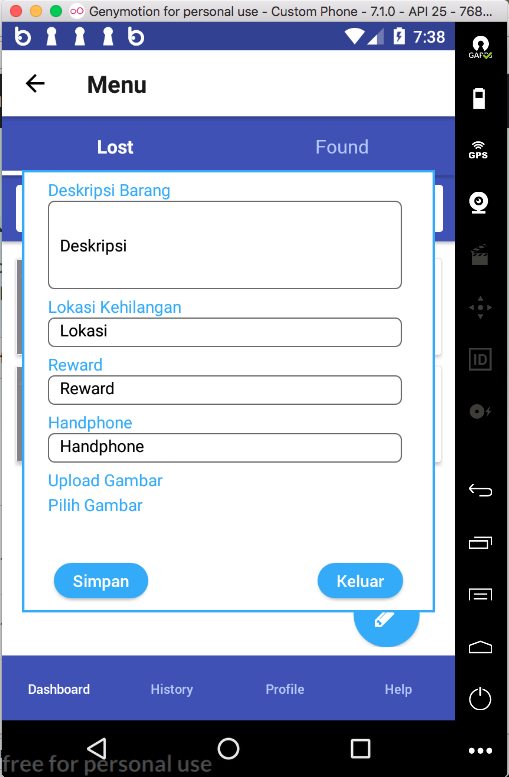 Genymotion for personal use - Custom Phone - 7.1.0 - API 25 - 768...
7:38
GAPPS
Menu
GPS
Lost
Found
Deskripsi Barang
Deskripsi
Lokasi Kehilangan
Lokasi
Reward
Reward
ID
Handphone
Handphone
Upload Gambar
Pilih Gambar
Simpan
Keluar
Dashboard
History
Profile
Help
free for personal use